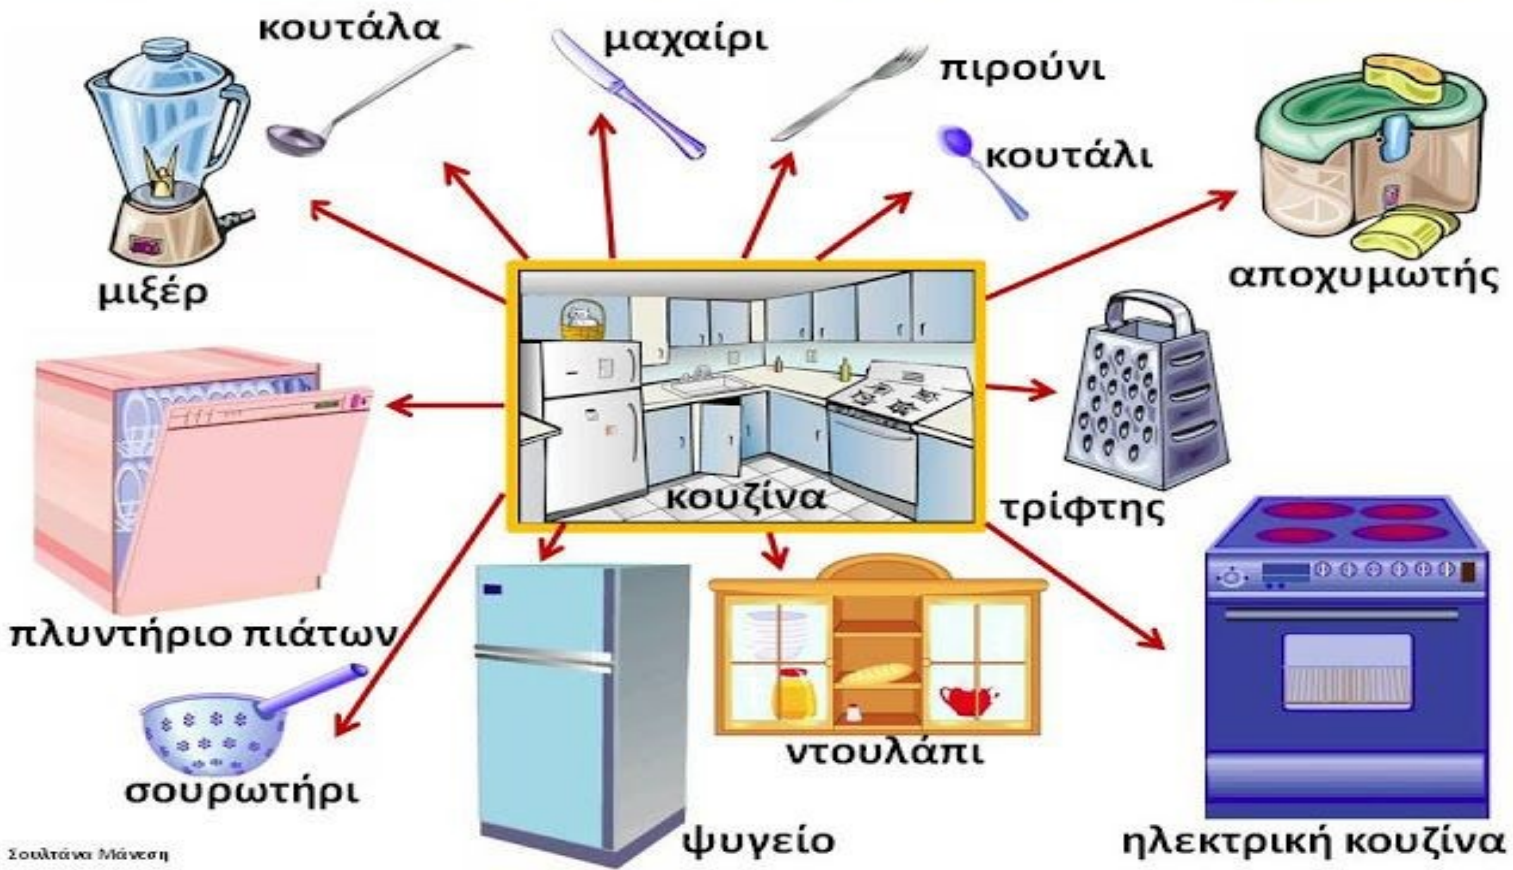 κουτάλα
μαχαίρι
πιρούνι
κουτάλι
μιξέρ
αποχυμωτής
κουζίνα
τρίφτης
πλυντήριο πιάτων
ντουλάπι
σουρωτήρι
ψυγείο
ηλεκτρική κουζίνα
Σουλτάνα Μάνεση